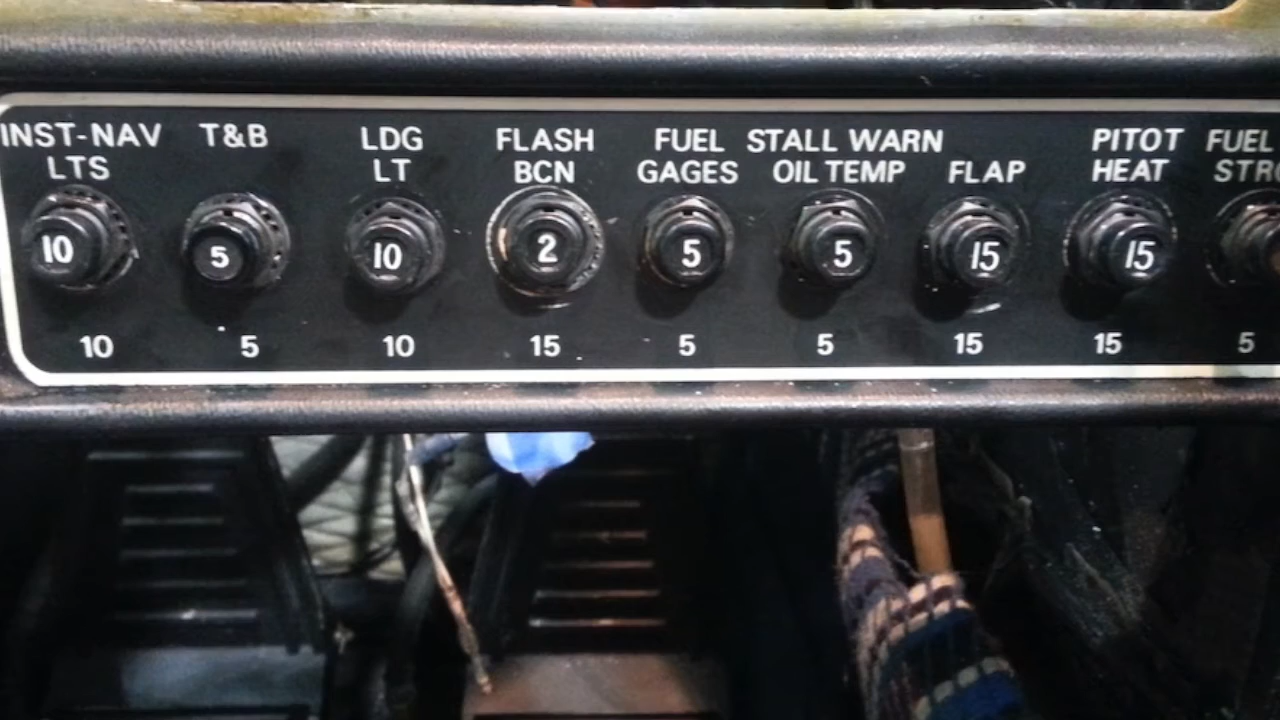 INST-NAV T&B LDG FLASH FUEL STALL WARN PITOT FUEL
LTS LT BCN GAGES OIL TEMP FLAP HEAT
10 5 10 2 5 5 15 15
10 5 10 15 5 5 15 15 5